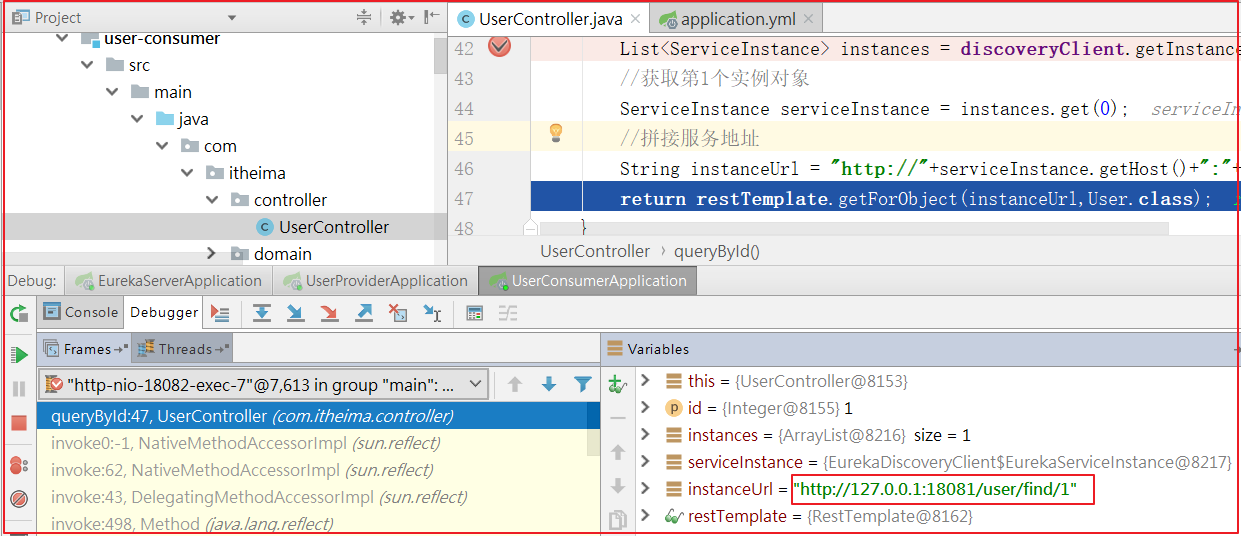 Project
user-consumer
src
main
java
com
itheima
controller
UserController
domain
UserController.java
application.yml
42 List<ServiceInstance> instances = discoveryClient.getInstanc
43 //获取第1个实例对象
44 ServiceInstance serviceInstance = instances.get(0); serviceIn
45 //拼接服务地址
46 String instanceUrl = "http://"+serviceInstance.getHost()+":"+
47 return restTemplate.getForObject(instanceUrl,User.class);
48 }
UserController › queryById()
Debug: EurekaServerApplication UserProviderApplication UserConsumerApplication
Console Debugger
Frames Threads
"http-nio-18082-exec-7"@7,613 in group "main": ...
queryById:47, UserController (com.itheima.controller)
invoke0:-1, NativeMethodAccessorImpl (sun.reflect)
invoke:62, NativeMethodAccessorImpl (sun.reflect)
invoke:43, DelegatingMethodAccessorImpl (sun.reflect)
invoke:498, Method (java.lang.reflect)
Variables
this = {UserController@8153}
id = {Integer@8155} 1
instances = {ArrayList@8216} size = 1
serviceInstance = {EurekaDiscoveryClient$EurekaServiceInstance@8217}
instanceUrl = "http://127.0.0.1:18081/user/find/1"
restTemplate = {RestTemplate@8162}